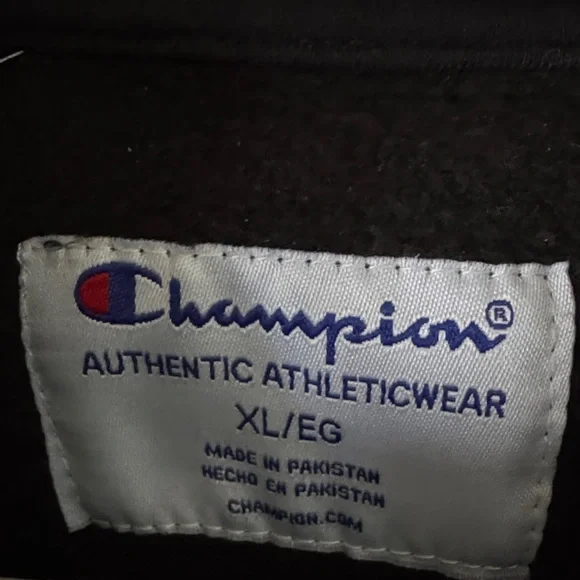 Champion®
AUTHENTIC ATHLETICWEAR
XL/EG
MADE IN PAKISTAN
HECHO EN PAKISTAN
CHAMPION.COM